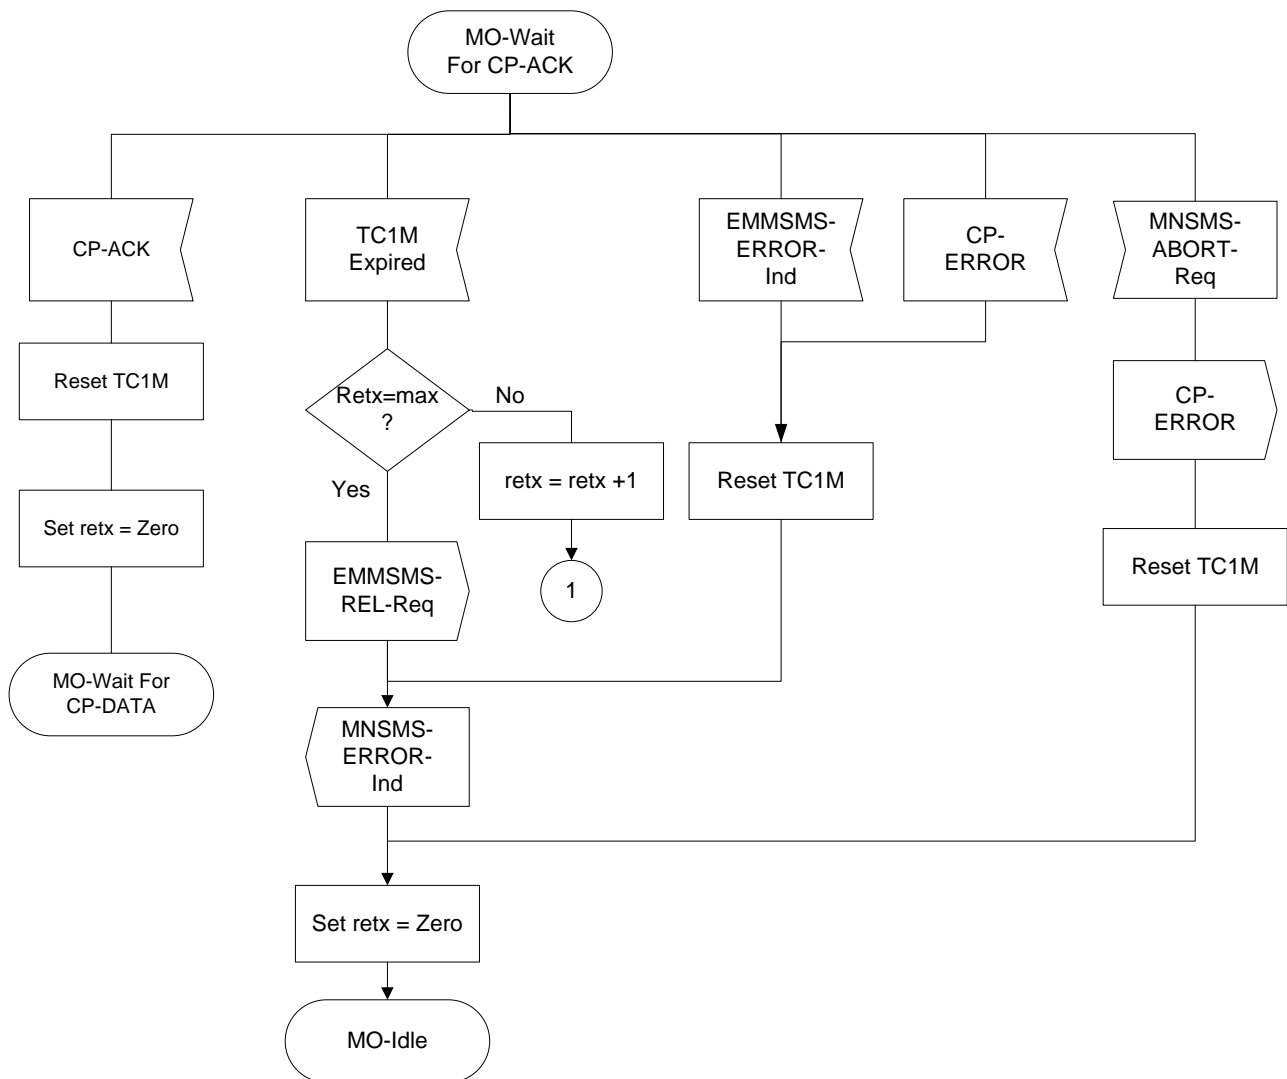 MO-Wait
For CP-ACK
CP-ACK
TC1M
Expired
EMMSMS-
ERROR-
Ind
CP-
ERROR
MNSMS-
ABORT-
Req
Reset TC1M
Retx=max
?
No
Yes
CP-
ERROR
Set retx = Zero
retx = retx +1
Reset TC1M
Reset TC1M
EMMSMS-
REL-Req
1
MO-Wait For
CP-DATA
MNSMS-
ERROR-
Ind
Set retx = Zero
MO-Idle